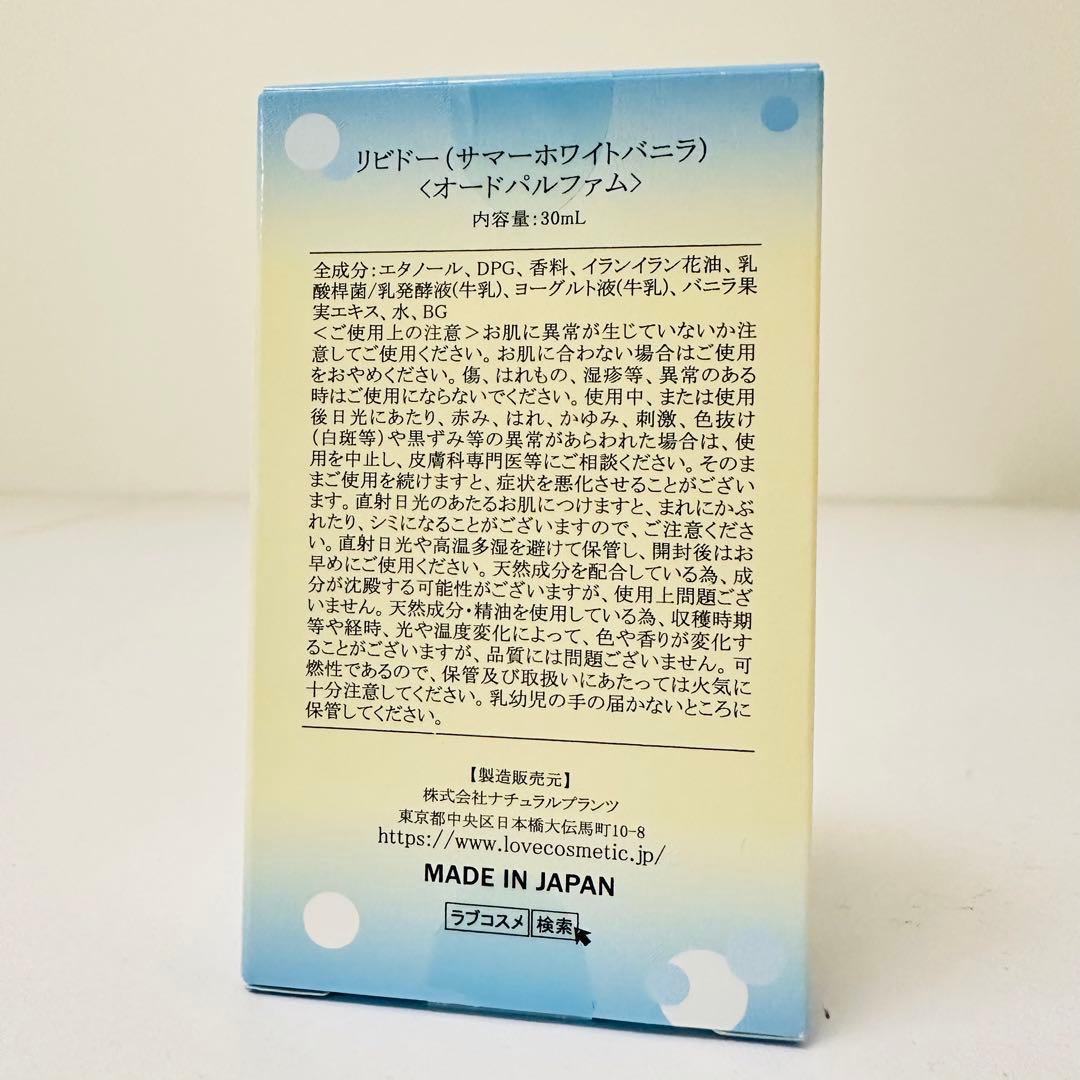 リビドー(サマーホワイトバニラ)
〈オードパルファム〉
内容量:30mL
全成分:エタノール、DPG、香料、イランイラン花油、乳
酸桿菌/乳発酵液(牛乳)、ヨーグルト液(牛乳)、バニラ果
実エキス、水、BG
＜ご使用上の注意＞お肌に異常が生じていないか注
意してご使用ください。お肌に合わない場合はご使用
をおやめください。傷、はれもの、湿疹等、異常のある
時はご使用にならないでください。使用中、または使用
後日光にあたり、赤み、はれ、かゆみ、刺激、色抜け
(白斑等)や黒ずみ等の異常があらわれた場合は、使
用を中止し、皮膚科専門医等にご相談ください。そのま
まご使用を続けますと、症状を悪化させることがござい
ます。直射日光のあたるお肌につけますと、まれにかぶ
れたり、シミになることがございますので、ご注意くださ
い。直射日光や高温多湿を避けて保管し、開封後はお
早めにご使用ください。天然成分を配合している為、成
分が沈殿する可能性がございますが、使用上問題ござ
いません。天然成分・精油を使用している為、収穫時期
等や経時、光や温度変化によって、色や香りが変化す
ることがございますが、品質には問題ございません。可
燃性であるので、保管及び取扱いにあたっては火気に
十分注意してください。乳幼児の手の届かないところに
保管してください。
【製造販売元】
株式会社ナチュラルプランツ
東京都中央区日本橋大伝馬町10-8
https://www.lovecosmetic.jp/
MADE IN JAPAN
ラブコスメ 検索